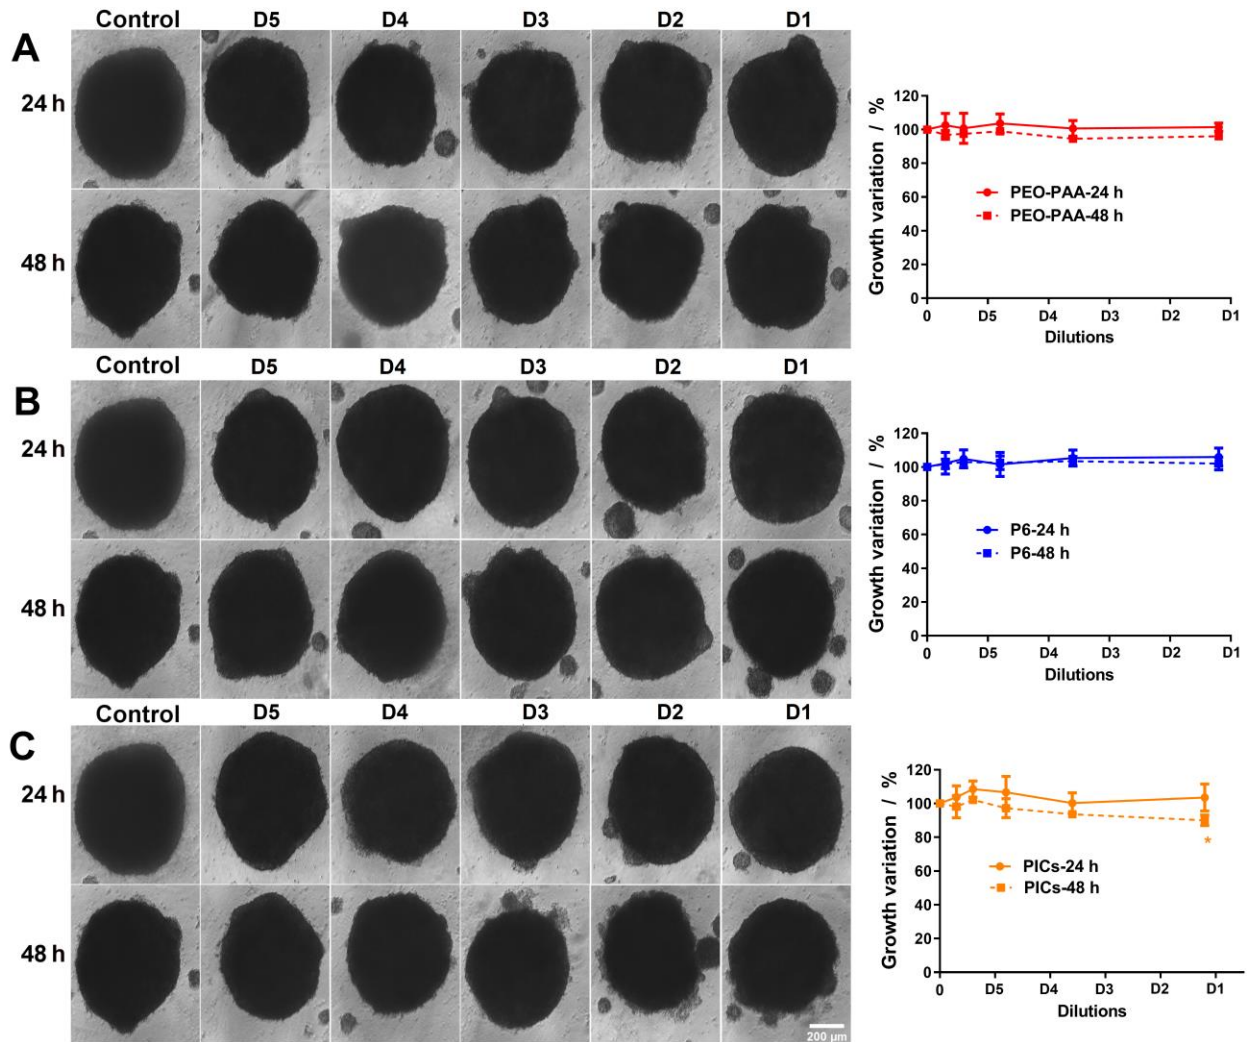 A
Control D5 D4 D3 D2 D1
24 h
48 h
Growth variation / %
120
100
80
60
40
20
0
PEO-PAA-24 h
PEO-PAA-48 h
0 D5 D4 D3 D2 D1
Dilutions
B
Control D5 D4 D3 D2 D1
24 h
48 h
Growth variation / %
120
100
80
60
40
20
0
P6-24 h
P6-48 h
0 D5 D4 D3 D2 D1
Dilutions
C
Control D5 D4 D3 D2 D1
24 h
48 h
200 µm
Growth variation / %
120
100
80
60
40
20
0
*
PICs-24 h
PICs-48 h
0 D5 D4 D3 D2 D1
Dilutions